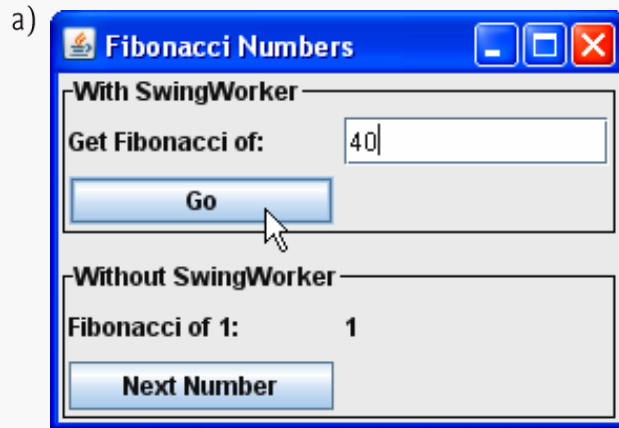 a)
Fibonacci Numbers
With SwingWorker
Get Fibonacci of: 40
Go
Without SwingWorker
Fibonacci of 1: 1
Next Number